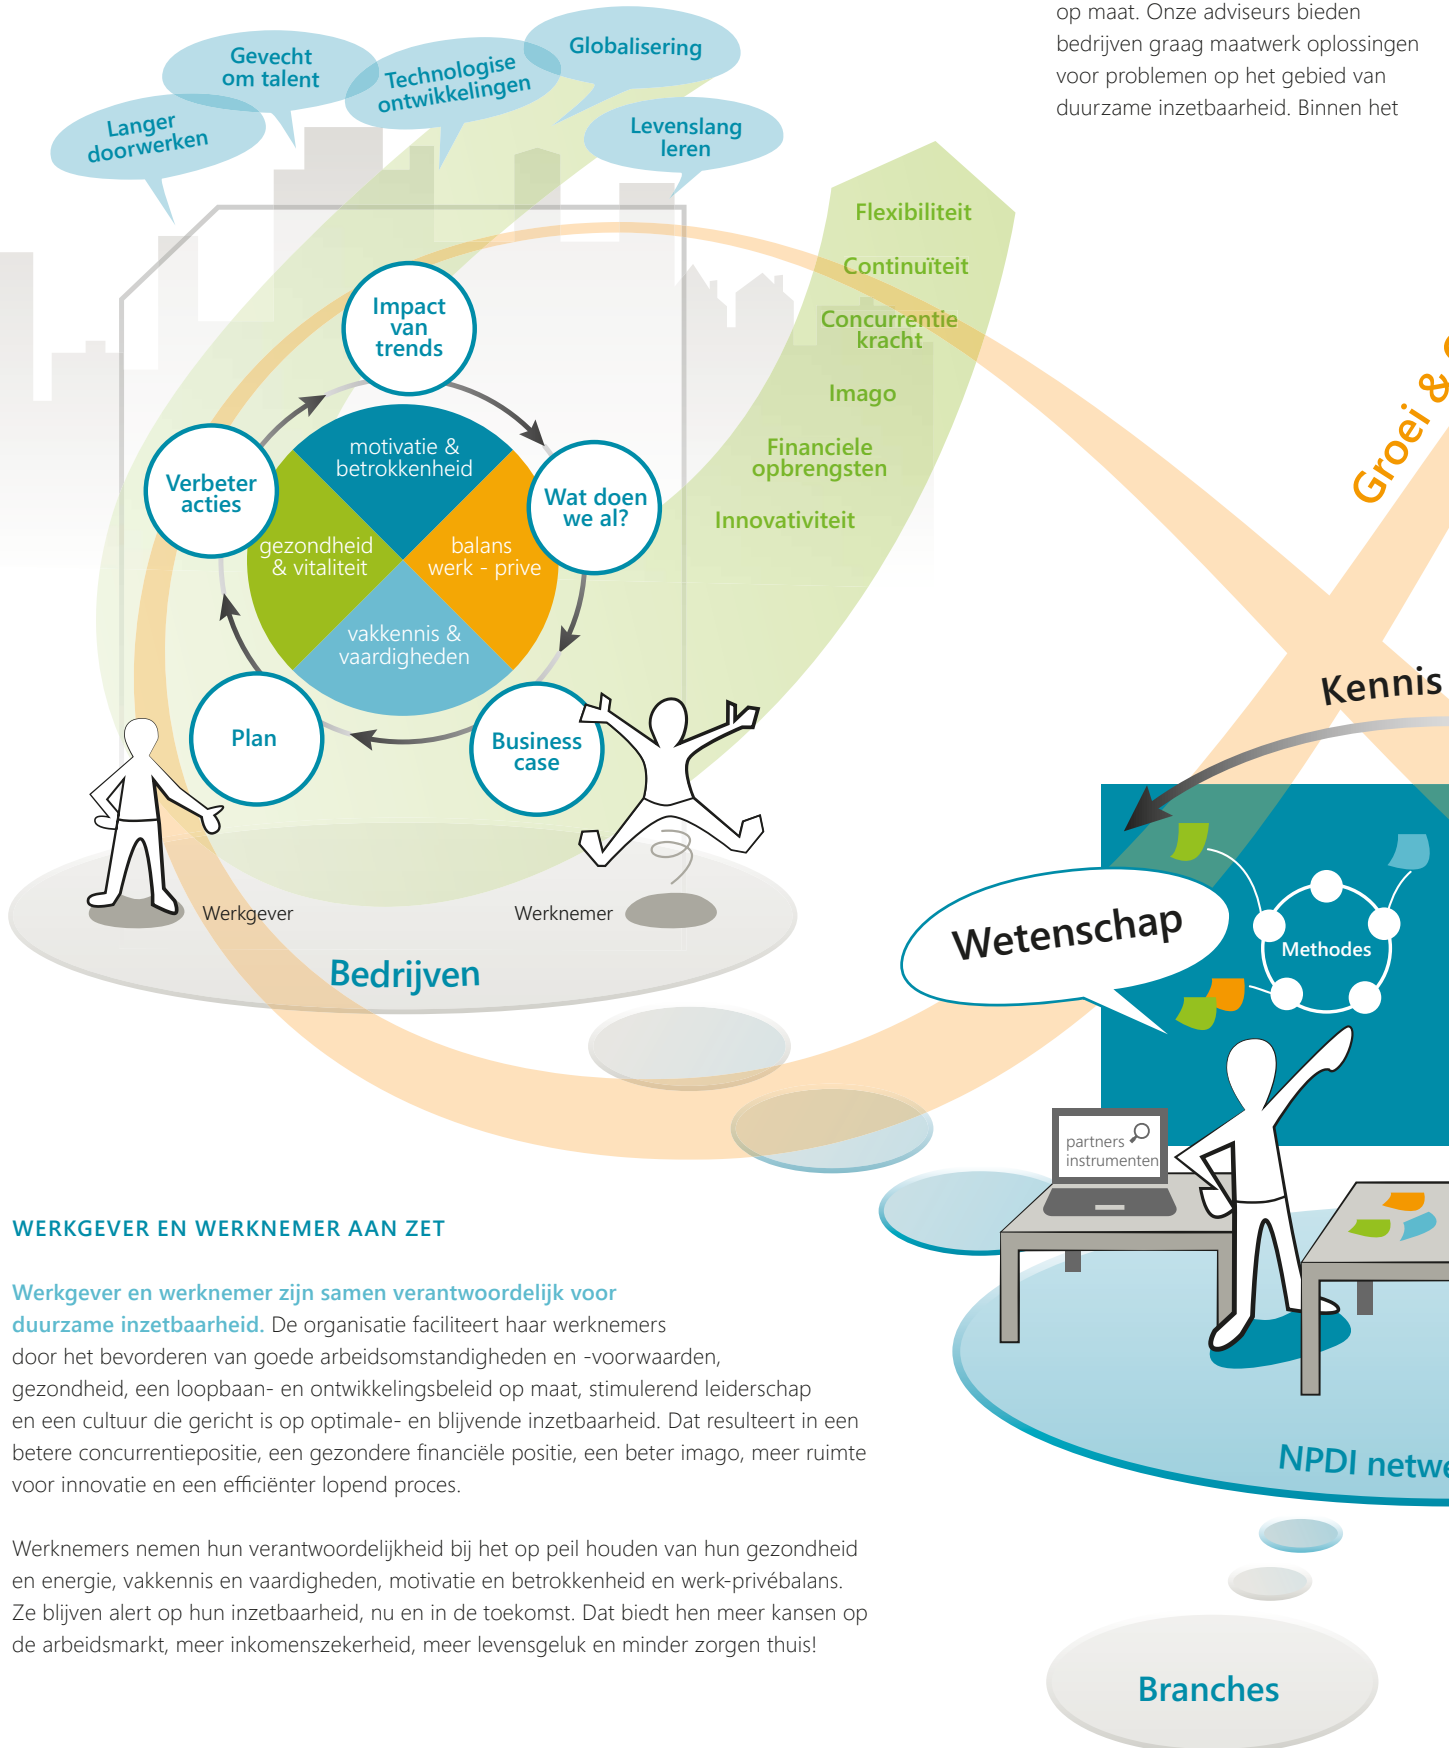 op maat. Onze adviseurs bieden
bedrijven graag maatwerk oplossingen
voor problemen op het gebied van
duurzame inzetbaarheid. Binnen het
Langer
doorwerken
Gevecht
om talent
Technologise
ontwikkelingen
Globalisering
Levenslang
leren
Flexibiliteit
Continuïteit
Concurrentie
kracht
Imago
Financiele
opbrengsten
Innovativiteit
Impact
van
trends
Wat doen
we al?
Business
case
Plan
Verbeter
acties
motivatie &
betrokkenheid
balans
werk - prive
vakkennis &
vaardigheden
gezondheid
& vitaliteit
Werkgever
Werknemer
Bedrijven
Groei &
Kennis
Wetenschap
Methodes
partners
instrumenten
NPDI netwe
Branches
WERKGEVER EN WERKNEMER AAN ZET
Werkgever en werknemer zijn samen verantwoordelijk voor
duurzame inzetbaarheid. De organisatie faciliteert haar werknemers
door het bevorderen van goede arbeidsomstandigheden en -voorwaarden,
gezondheid, een loopbaan- en ontwikkelingsbeleid op maat, stimulerend leiderschap
en een cultuur die gericht is op optimale- en blijvende inzetbaarheid. Dat resulteert in een
betere concurrentiepositie, een gezondere financiële positie, een beter imago, meer ruimte
voor innovatie en een efficiënter lopend proces.
Werknemers nemen hun verantwoordelijkheid bij het op peil houden van hun gezondheid
en energie, vakkennis en vaardigheden, motivatie en betrokkenheid en werk-privébalans.
Ze blijven alert op hun inzetbaarheid, nu en in de toekomst. Dat biedt hen meer kansen op
de arbeidsmarkt, meer inkomenszekerheid, meer levensgeluk en minder zorgen thuis!